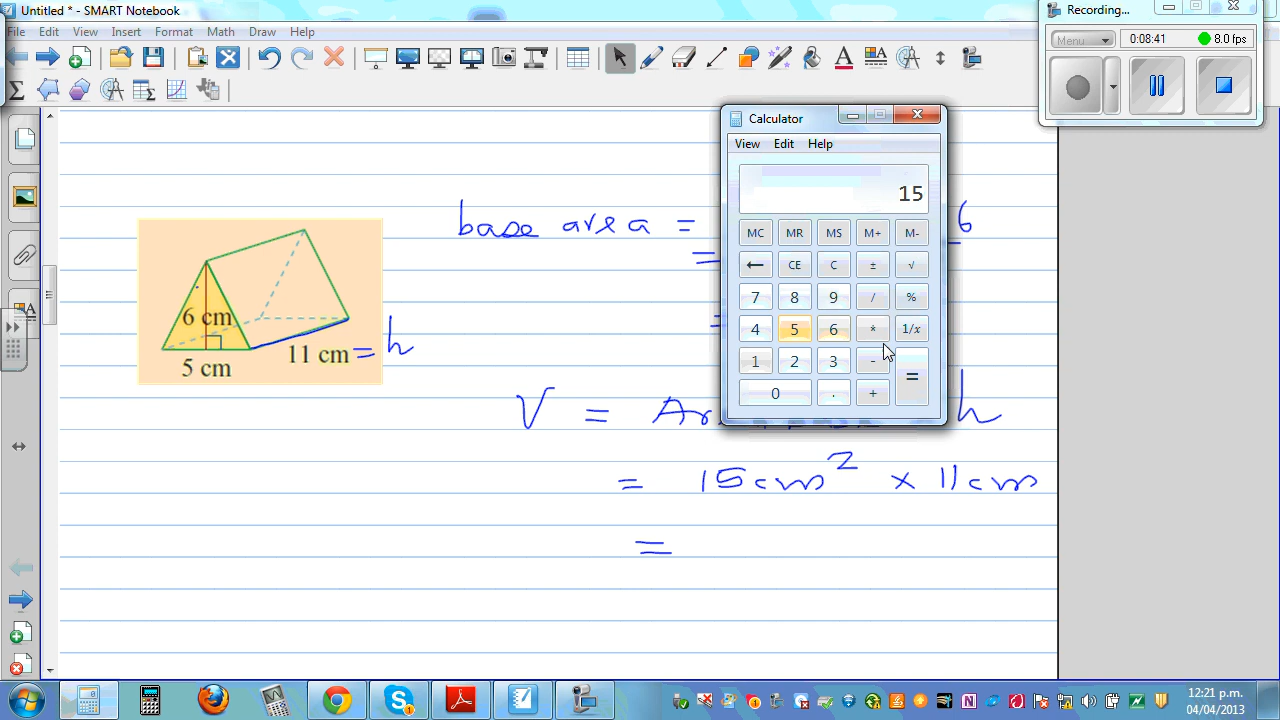 Untitled * - SMART Notebook
File Edit View Insert Format Math Draw Help
Recording...
Menu 0:08:41 8.0 fps
Calculator
View Edit Help
15
MC MR MS M+ M-
← CE C ± √
7 8 9 / %
4 5 6 * 1/x
1 2 3 - =
0 . +
base area = 6
=
=
6 cm
5 cm
11 cm = h
V = h
= 15cm² × 11cm
=
12:21 p.m.
04/04/2013